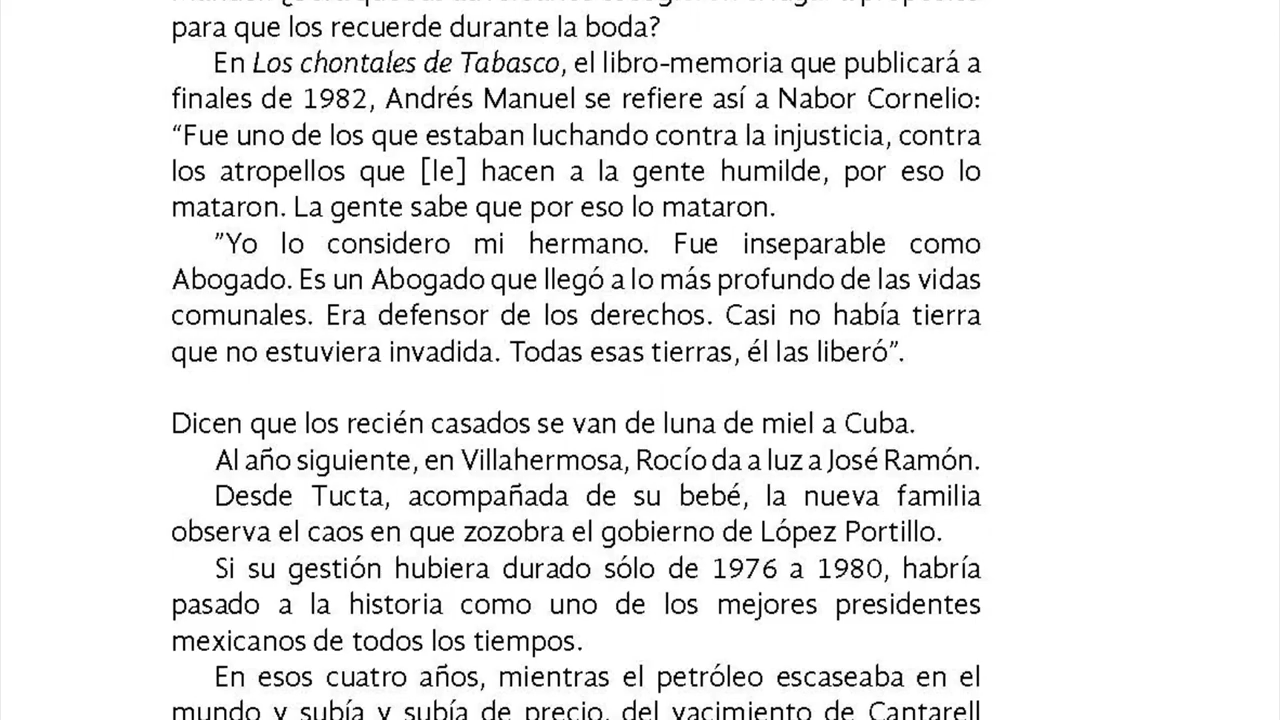 para que los recuerde durante la boda?
En Los chontales de Tabasco, el libro-memoria que publicará a
finales de 1982, Andrés Manuel se refiere así a Nabor Cornelio:
“Fue uno de los que estaban luchando contra la injusticia, contra
los atropellos que [le] hacen a la gente humilde, por eso lo
mataron. La gente sabe que por eso lo mataron.
”Yo lo considero mi hermano. Fue inseparable como
Abogado. Es un Abogado que llegó a lo más profundo de las vidas
comunales. Era defensor de los derechos. Casi no había tierra
que no estuviera invadida. Todas esas tierras, él las liberó”.
Dicen que los recién casados se van de luna de miel a Cuba.
Al año siguiente, en Villahermosa, Rocío da a luz a José Ramón.
Desde Tucta, acompañada de su bebé, la nueva familia
observa el caos en que zozobra el gobierno de López Portillo.
Si su gestión hubiera durado sólo de 1976 a 1980, habría
pasado a la historia como uno de los mejores presidentes
mexicanos de todos los tiempos.
En esos cuatro años, mientras el petróleo escaseaba en el
mundo y subía y subía de precio, del yacimiento de Cantarell